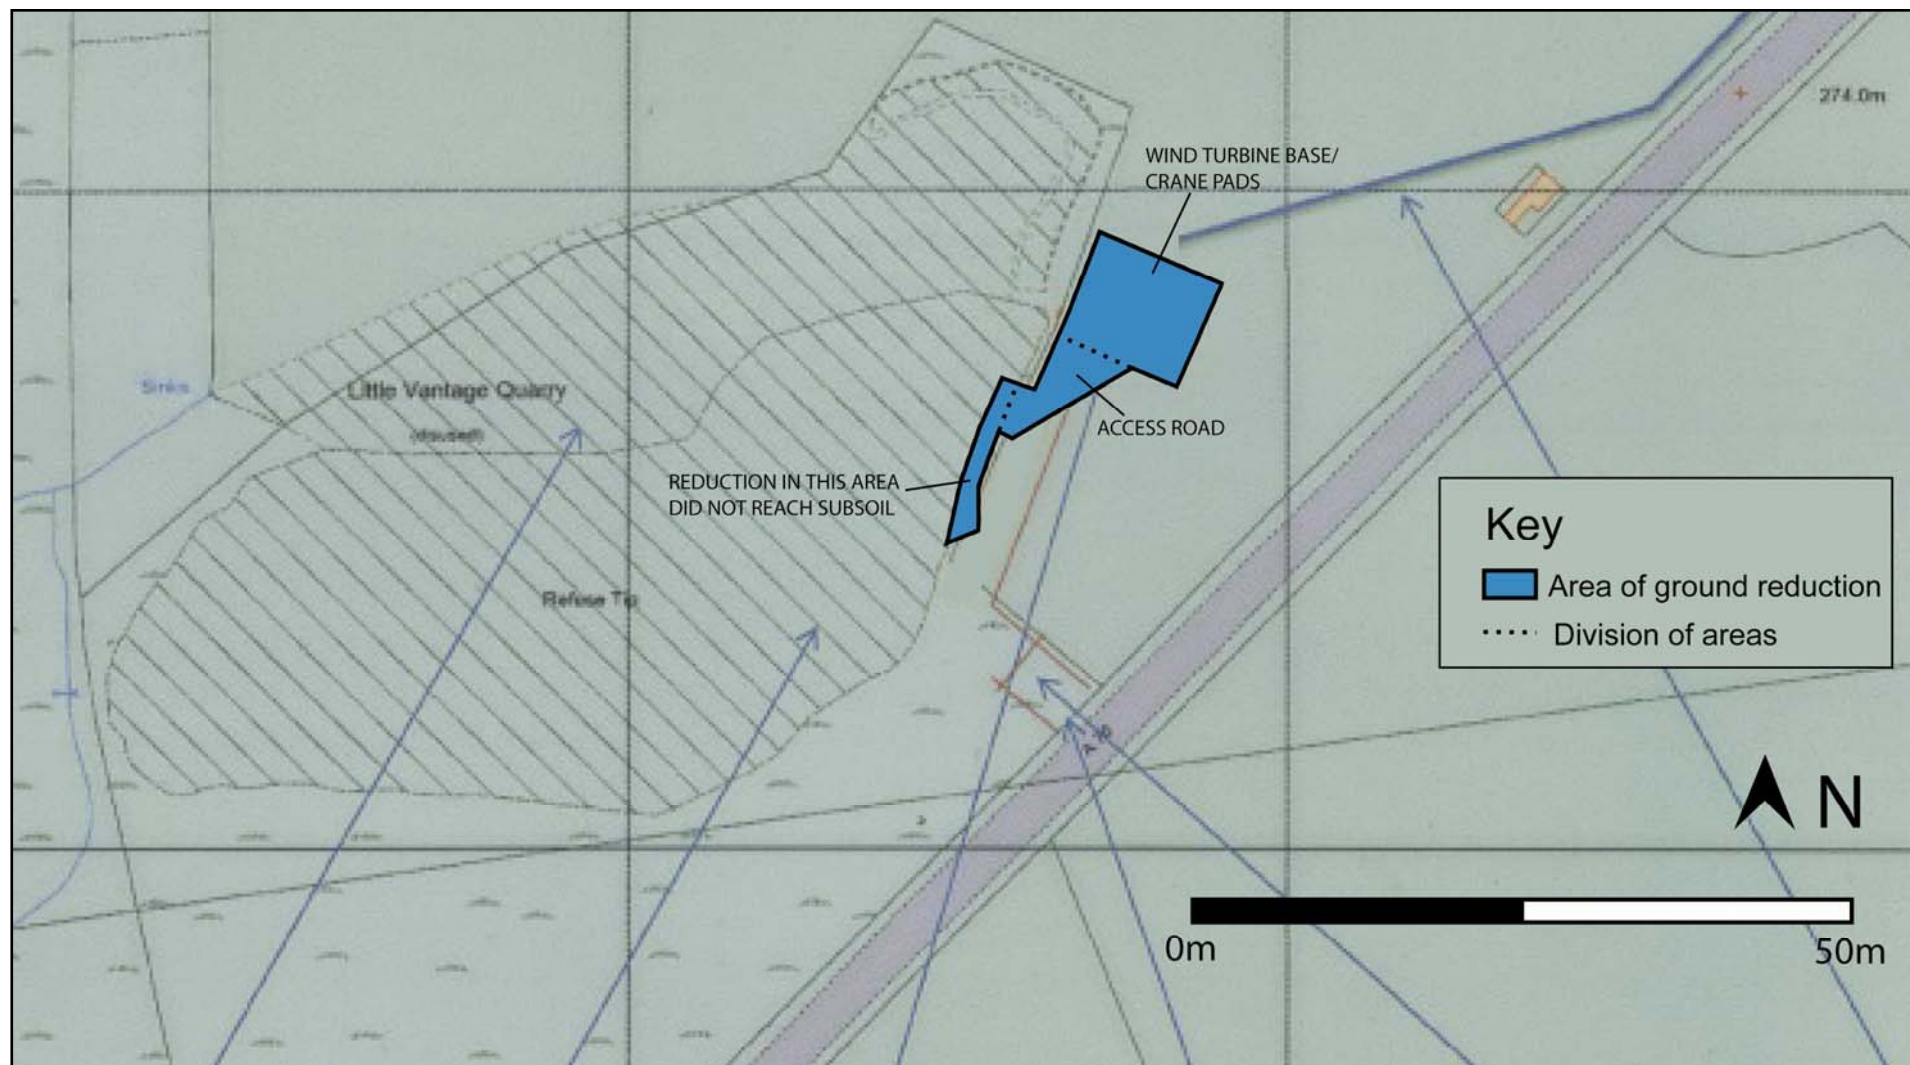 274.0m
WIND TURBINE BASE/
CRANE PADS
Sinks
Little Vantage Quarry
(disused)
ACCESS ROAD
REDUCTION IN THIS AREA
DID NOT REACH SUBSOIL
Refuse Tip
Key
Area of ground reduction
Division of areas
A 70
N
0m
50m